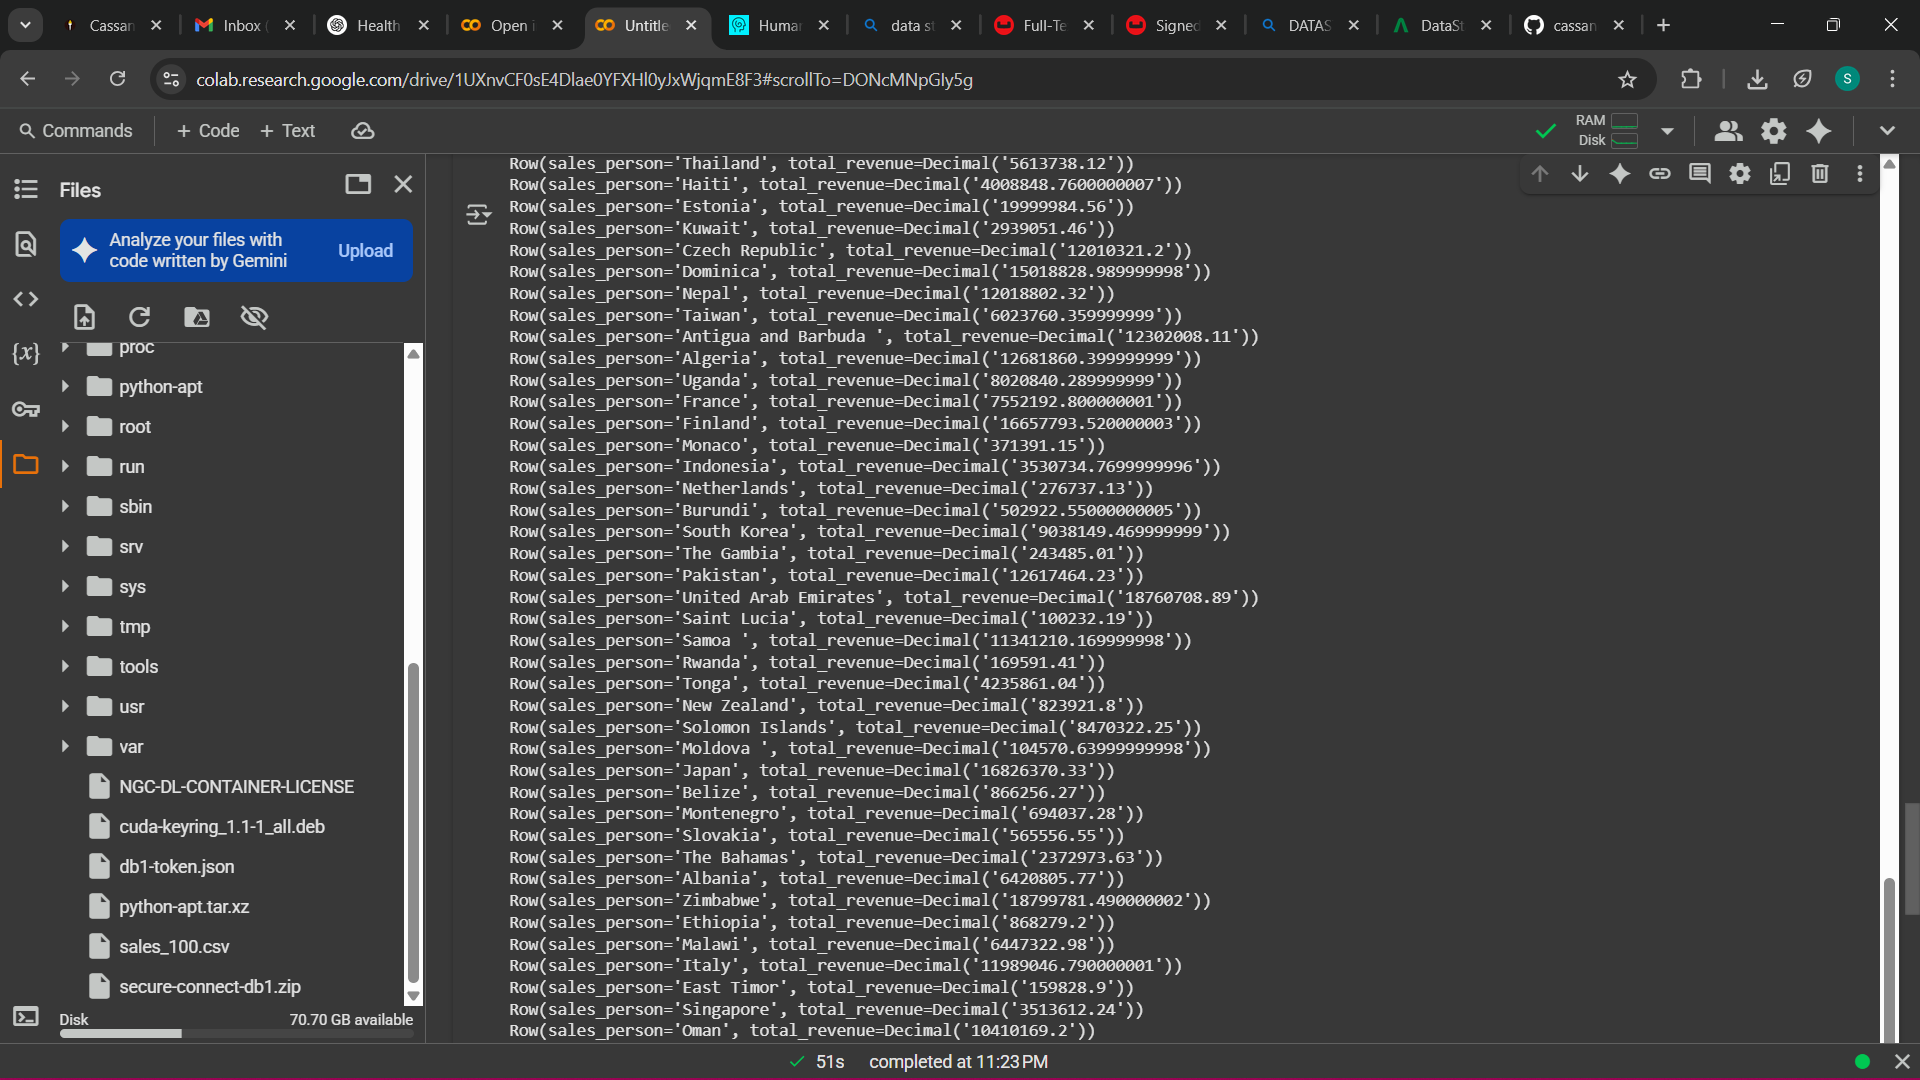 Cassan
Inbox (
Health
Open i
Untitle
Human
data st
Full-Te
Signed
DATAS
DataSt
cassan
colab.research.google.com/drive/1UXnvCF0sE4Dlae0YFXHl0yJxWjqmE8F3#scrollTo=DONcMNpGly5g
S
Commands
+ Code
+ Text
RAM
Disk
Files
Analyze your files with
code written by Gemini
Upload
proc
python-apt
root
run
sbin
srv
sys
tmp
tools
usr
var
NGC-DL-CONTAINER-LICENSE
cuda-keyring_1.1-1_all.deb
db1-token.json
python-apt.tar.xz
sales_100.csv
secure-connect-db1.zip
Disk
70.70 GB available
Row(sales_person='Thailand', total_revenue=Decimal('5613738.12'))
Row(sales_person='Haiti', total_revenue=Decimal('4008848.7600000007'))
Row(sales_person='Estonia', total_revenue=Decimal('19999984.56'))
Row(sales_person='Kuwait', total_revenue=Decimal('2939051.46'))
Row(sales_person='Czech Republic', total_revenue=Decimal('12010321.2'))
Row(sales_person='Dominica', total_revenue=Decimal('15018828.989999998'))
Row(sales_person='Nepal', total_revenue=Decimal('12018802.32'))
Row(sales_person='Taiwan', total_revenue=Decimal('6023760.359999999'))
Row(sales_person='Antigua and Barbuda ', total_revenue=Decimal('12302008.11'))
Row(sales_person='Algeria', total_revenue=Decimal('12681860.399999999'))
Row(sales_person='Uganda', total_revenue=Decimal('8020840.289999999'))
Row(sales_person='France', total_revenue=Decimal('7552192.800000001'))
Row(sales_person='Finland', total_revenue=Decimal('16657793.520000003'))
Row(sales_person='Monaco', total_revenue=Decimal('371391.15'))
Row(sales_person='Indonesia', total_revenue=Decimal('3530734.7699999996'))
Row(sales_person='Netherlands', total_revenue=Decimal('276737.13'))
Row(sales_person='Burundi', total_revenue=Decimal('502922.55000000005'))
Row(sales_person='South Korea', total_revenue=Decimal('9038149.469999999'))
Row(sales_person='The Gambia', total_revenue=Decimal('243485.01'))
Row(sales_person='Pakistan', total_revenue=Decimal('12617464.23'))
Row(sales_person='United Arab Emirates', total_revenue=Decimal('18760708.89'))
Row(sales_person='Saint Lucia', total_revenue=Decimal('100232.19'))
Row(sales_person='Samoa ', total_revenue=Decimal('11341210.169999998'))
Row(sales_person='Rwanda', total_revenue=Decimal('169591.41'))
Row(sales_person='Tonga', total_revenue=Decimal('4235861.04'))
Row(sales_person='New Zealand', total_revenue=Decimal('823921.8'))
Row(sales_person='Solomon Islands', total_revenue=Decimal('8470322.25'))
Row(sales_person='Moldova ', total_revenue=Decimal('104570.63999999998'))
Row(sales_person='Japan', total_revenue=Decimal('16826370.33'))
Row(sales_person='Belize', total_revenue=Decimal('866256.27'))
Row(sales_person='Montenegro', total_revenue=Decimal('694037.28'))
Row(sales_person='Slovakia', total_revenue=Decimal('565556.55'))
Row(sales_person='The Bahamas', total_revenue=Decimal('2372973.63'))
Row(sales_person='Albania', total_revenue=Decimal('6420805.77'))
Row(sales_person='Zimbabwe', total_revenue=Decimal('18799781.490000002'))
Row(sales_person='Ethiopia', total_revenue=Decimal('868279.2'))
Row(sales_person='Malawi', total_revenue=Decimal('6447322.98'))
Row(sales_person='Italy', total_revenue=Decimal('11989046.790000001'))
Row(sales_person='East Timor', total_revenue=Decimal('159828.9'))
Row(sales_person='Singapore', total_revenue=Decimal('3513612.24'))
Row(sales_person='Oman', total_revenue=Decimal('10410169.2'))
51s completed at 11:23 PM